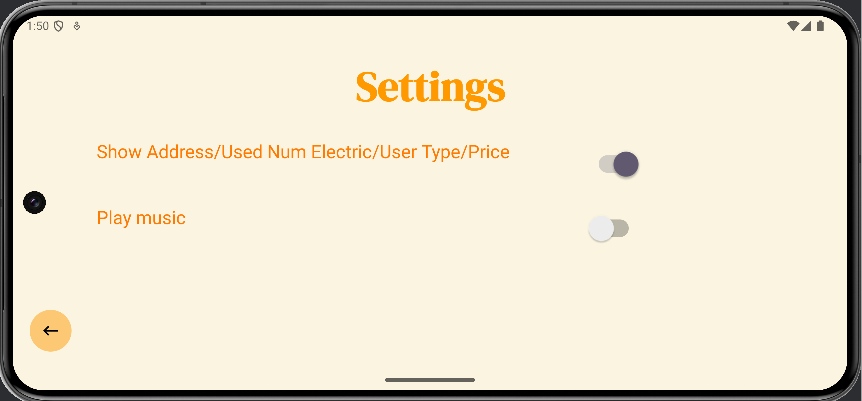 1:50
Settings
Show Address/Used Num Electric/User Type/Price
Play music